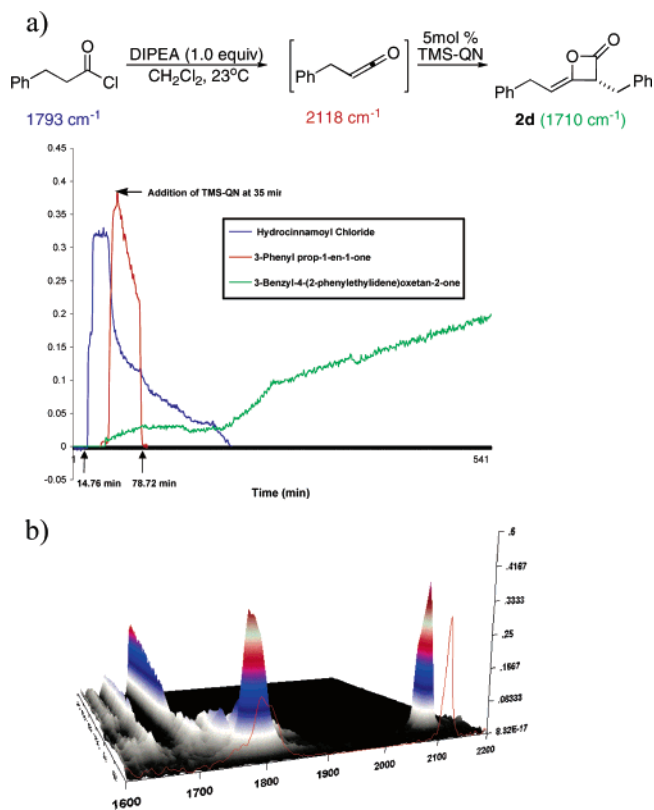 a)
O
Ph
Cl
DIPEA (1.0 equiv)
CH2Cl2, 23°C
O
Ph
5mol %
TMS-QN
O
O
Ph
Ph
1793 cm⁻¹
2118 cm⁻¹
2d (1710 cm⁻¹)
0.45
0.4
0.35
0.3
0.25
0.2
0.15
0.1
0.05
0
-0.05
Addition of TMS-QN at 35 min
Hydrocinnamoyl Chloride
3-Phenyl prop-1-en-1-one
3-Benzyl-4-(2-phenylethylidene)oxetan-2-one
1
541
14.76 min
78.72 min
Time (min)
b)
.5
.4167
.3333
.25
.1667
.08333
8.32E-17
1600
1700
1800
1900
2000
2100
2200